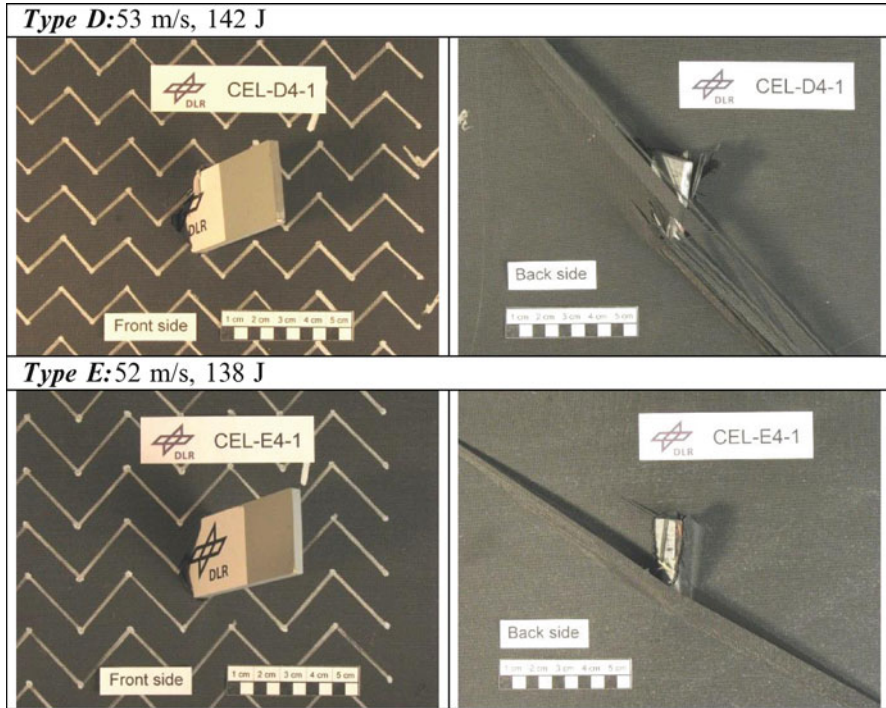 Type D:53 m/s, 142 J
DLR
CEL-D4-1
DLR
Front side
1 cm 2 cm 3 cm 4 cm 5 cm
DLR
CEL-D4-1
Back side
1 cm 2 cm 3 cm 4 cm 5 cm
Type E:52 m/s, 138 J
DLR
CEL-E4-1
DLR
Front side
1 cm 2 cm 3 cm 4 cm 5 cm
DLR
CEL-E4-1
Back side
1 cm 2 cm 3 cm 4 cm 5 cm